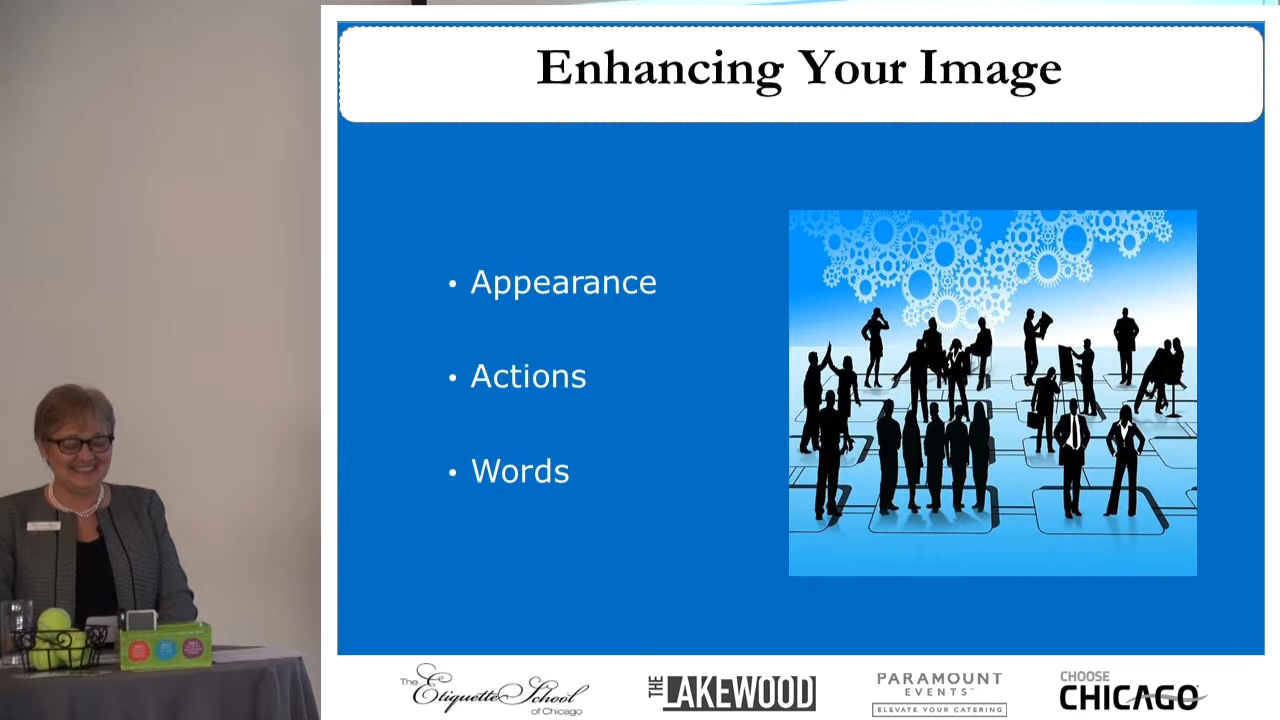 Enhancing Your Image
• Appearance
• Actions
• Words
The Etiquette School
of Chicago
THE LAKEWOOD
PARAMOUNT
EVENTS™
ELEVATE YOUR CATERING
CHOOSE
CHICAGO